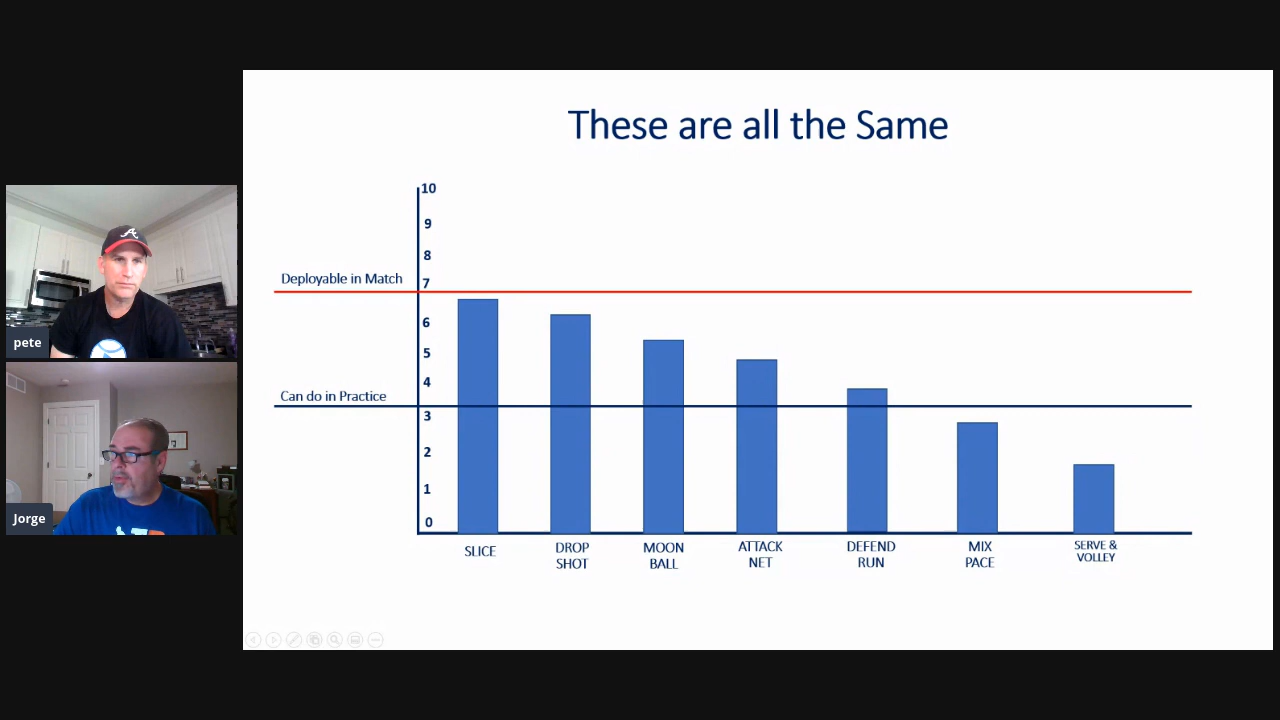 These are all the Same
10
9
8
Deployable in Match
7
6
5
4
Can do in Practice
3
2
1
0
SLICE
DROP
SHOT
MOON
BALL
ATTACK
NET
DEFEND
RUN
MIX
PACE
SERVE &
VOLLEY
A
pete
Jorge